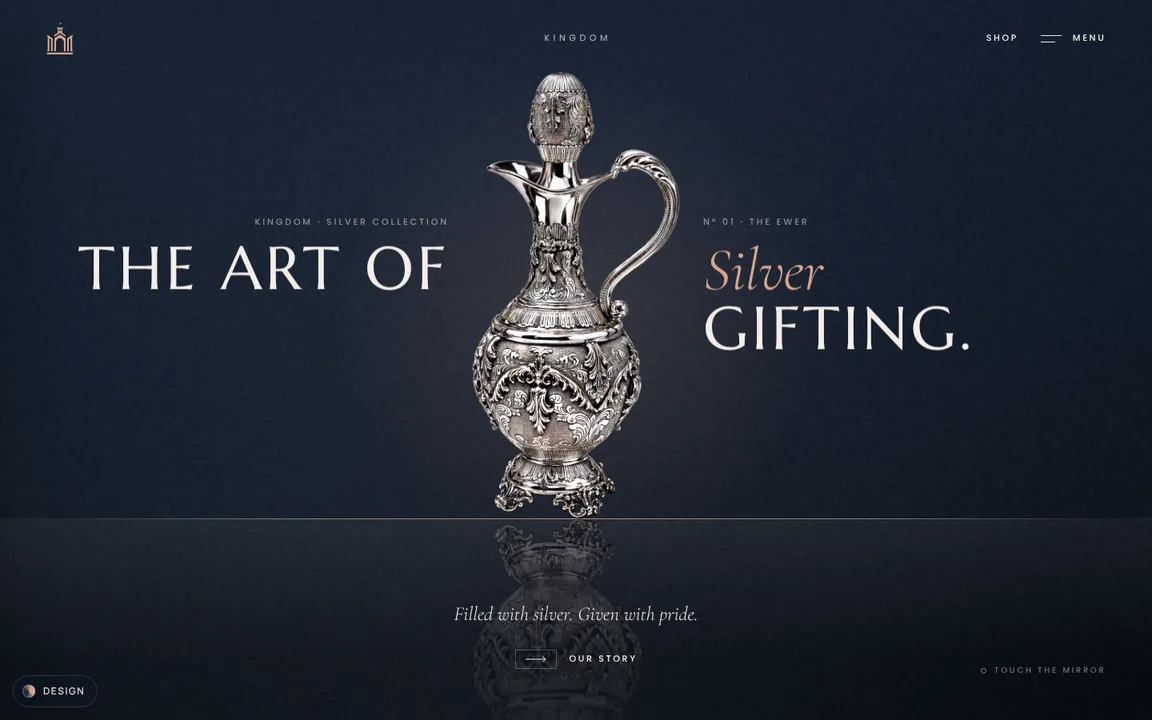 KINGDOM
SHOP
MENU
KINGDOM · SILVER COLLECTION
THE ART OF
Nº 01 - THE EWER
Silver
GIFTING.
Filled with silver. Given with pride.
OUR STORY
TOUCH THE MIRROR
DESIGN